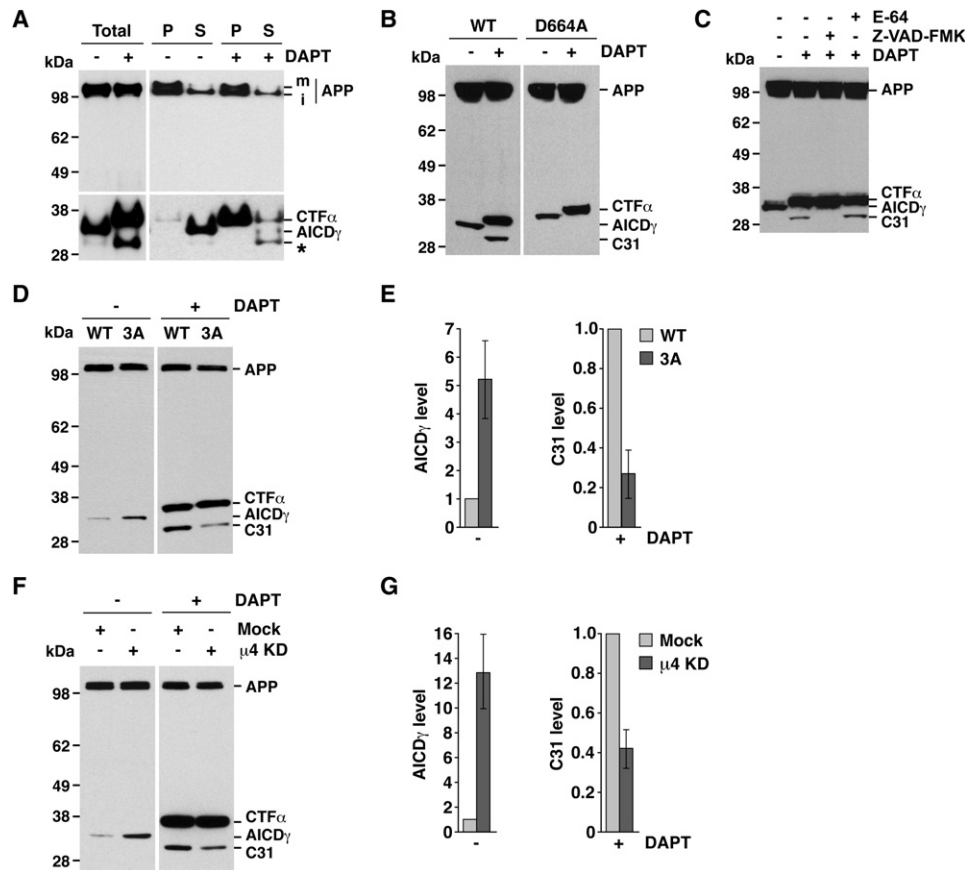 A
Total P S P S
- + - - + + DAPT
kDa
98
62
49
38
28
m
i
APP
CTFα
AICDγ
*
B
WT D664A
- + - + DAPT
kDa
98
62
49
38
28
APP
CTFα
AICDγ
C31
C
- - - + E-64
- - + - Z-VAD-FMK
- + + + DAPT
kDa
98
62
49
38
28
APP
CTFα
AICDγ
C31
D
- + DAPT
kDa WT 3A WT 3A
98
62
49
38
28
APP
CTFα
AICDγ
C31
E
AICDγ level
7
6
5
4
3
2
1
0
-
C31 level
1.0
0.8
0.6
0.4
0.2
0
+ DAPT
WT
3A
F
- + DAPT
+ - + - Mock
kDa - + - + µ4 KD
98
62
49
38
28
APP
CTFα
AICDγ
C31
G
AICDγ level
16
14
12
10
8
6
4
2
0
-
C31 level
1.0
0.8
0.6
0.4
0.2
0
+ DAPT
Mock
µ4 KD